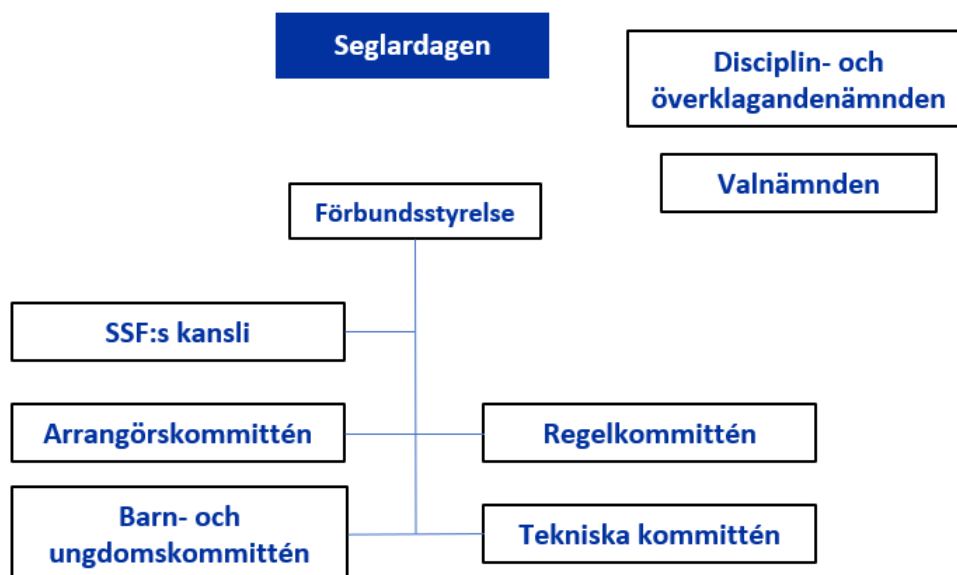 Seglardagen
Disciplin- och
överklagandenämnden
Valnämnden
Förbundsstyrelse
SSF:s kansli
Arrangörskommittén
Regelkommittén
Barn- och
ungdomskommittén
Tekniska kommittén